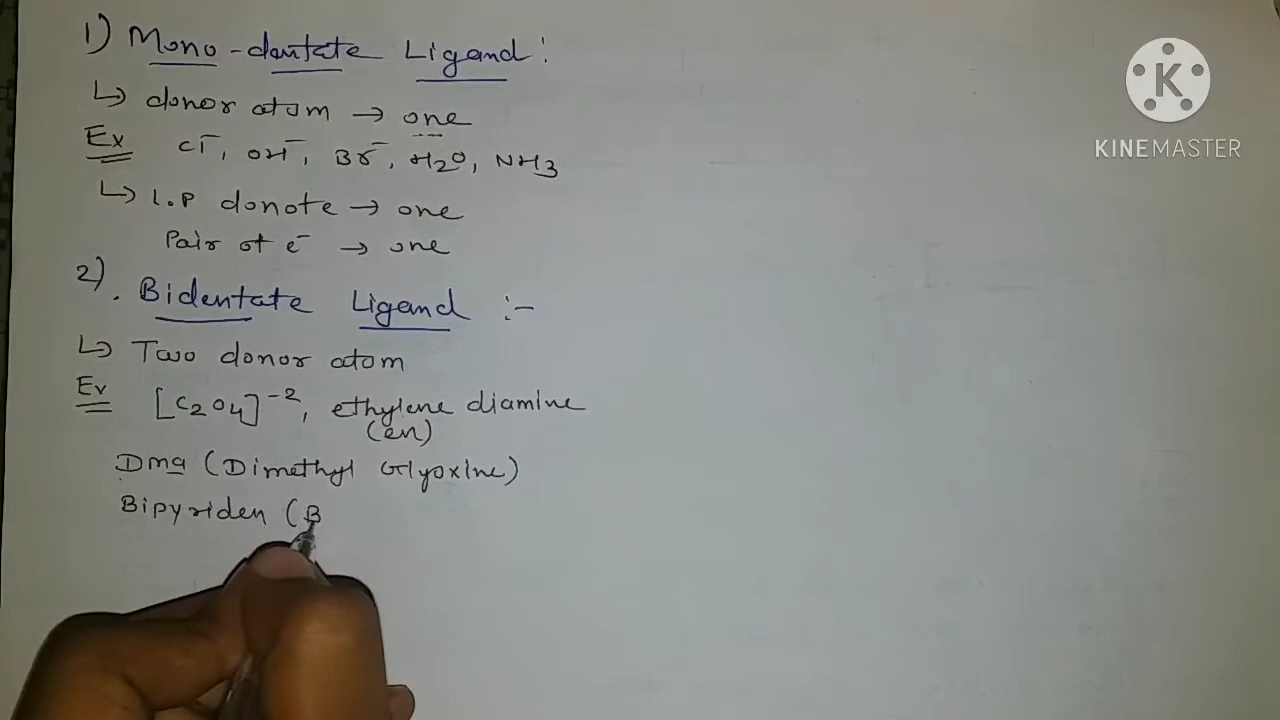 1) Mono-dentate Ligand:
↳ donor atom → one
Ex Cl⁻, OH⁻, Br⁻, H2O, NH3
↳ l.P donote → one
Pair of e⁻ → one
2). Bidentate Ligand :-
↳ Two donor atom
Ex [C2O4]⁻², ethylene diamine
(en)
Dmg (Dimethyl Glyoxine)
Bipyriden (B
K
KINEMASTER